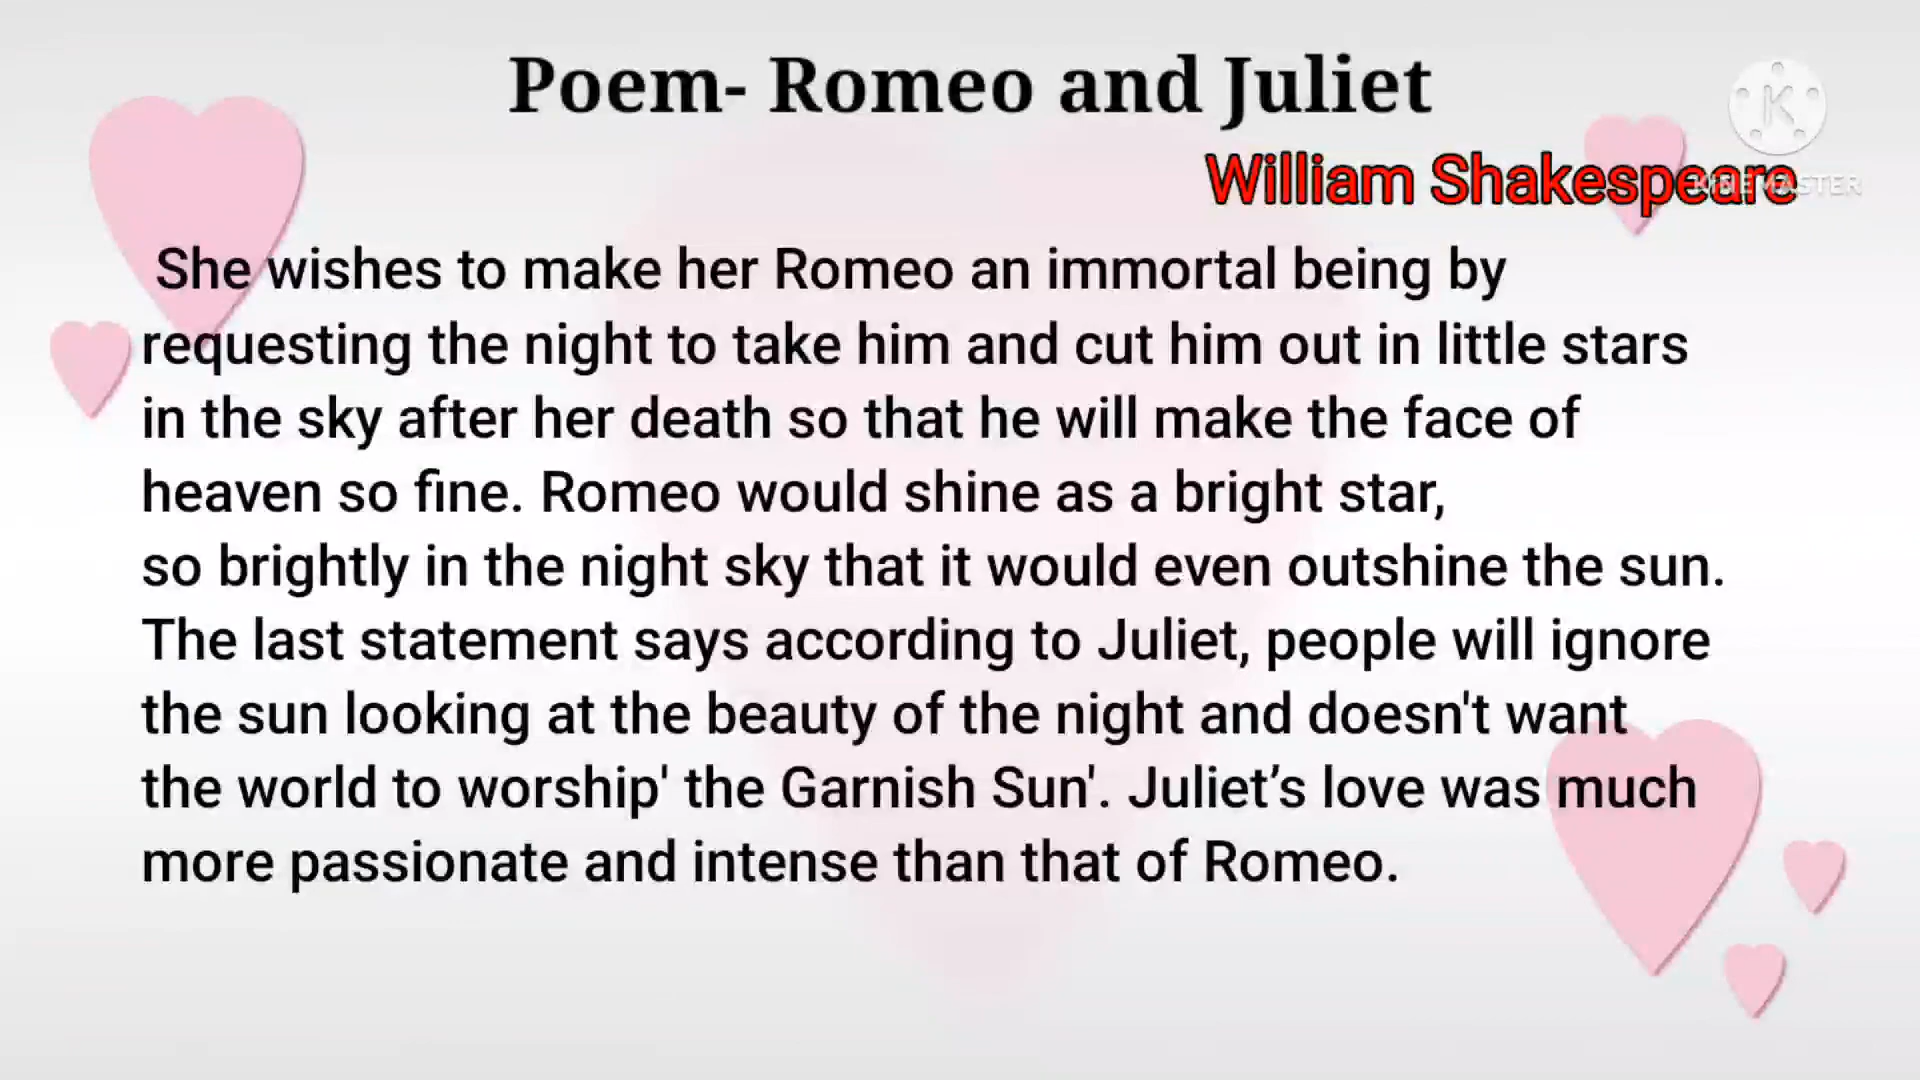 Poem- Romeo and Juliet
K
KINEMASTER
William Shakespeare
She wishes to make her Romeo an immortal being by
requesting the night to take him and cut him out in little stars
in the sky after her death so that he will make the face of
heaven so fine. Romeo would shine as a bright star,
so brightly in the night sky that it would even outshine the sun.
The last statement says according to Juliet, people will ignore
the sun looking at the beauty of the night and doesn't want
the world to worship' the Garnish Sun'. Juliet’s love was much
more passionate and intense than that of Romeo.